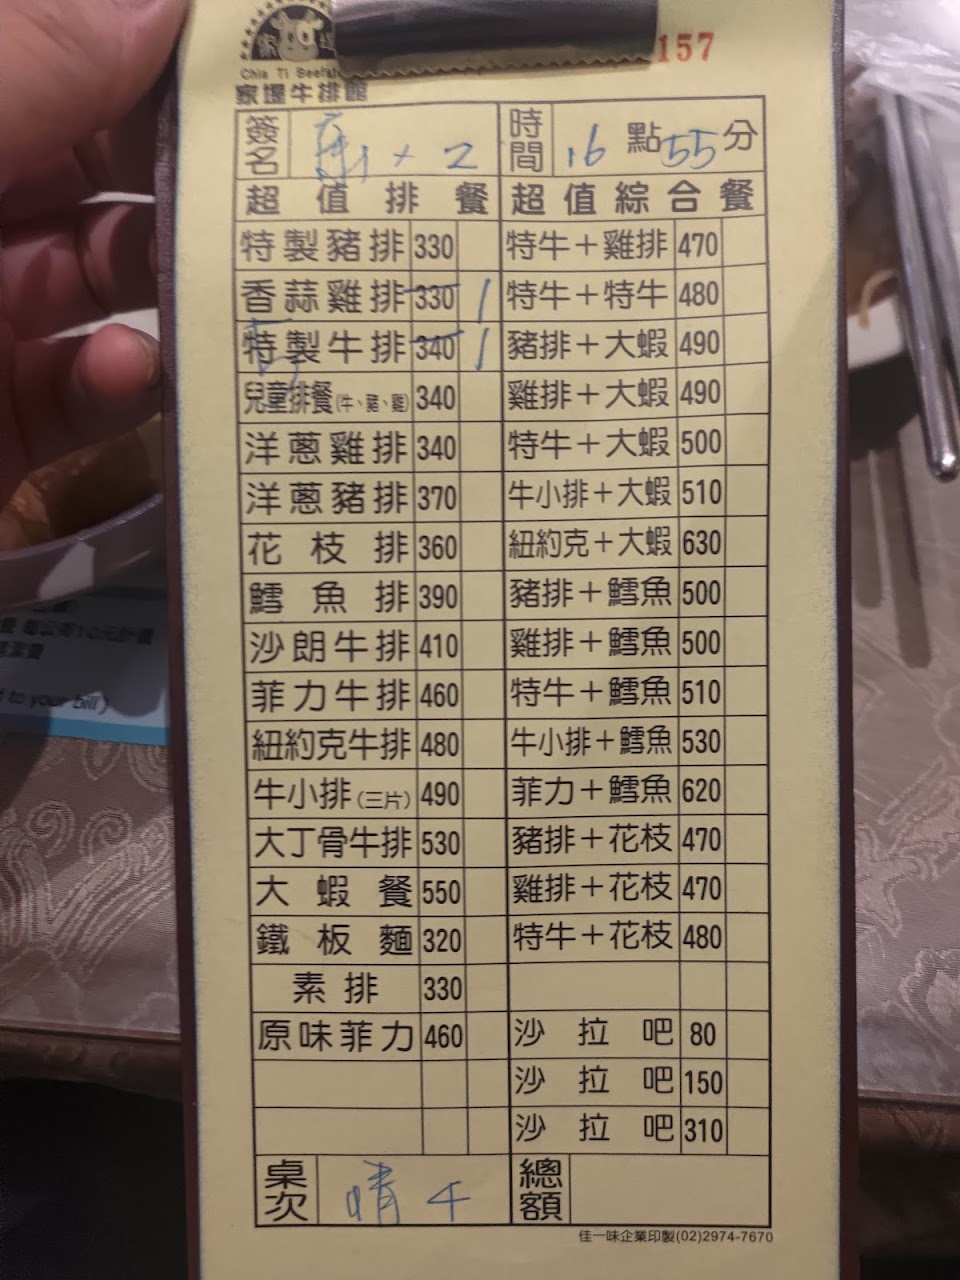 157
Chia Ti Beefst
家堤牛排館
簽名 x 2 時間 16 點 55 分
超值排餐 超值綜合餐
特製豬排 330 特牛＋雞排 470
香蒜雞排 330 1 特牛＋特牛 480
特製牛排 340 1 豬排＋大蝦 490
兒童排餐(牛、豬、雞) 340 雞排＋大蝦 490
洋蔥雞排 340 特牛＋大蝦 500
洋蔥豬排 370 牛小排＋大蝦 510
花枝排 360 紐約克＋大蝦 630
鱈魚排 390 豬排＋鱈魚 500
沙朗牛排 410 雞排＋鱈魚 500
菲力牛排 460 特牛＋鱈魚 510
紐約克牛排 480 牛小排＋鱈魚 530
牛小排(三片) 490 菲力＋鱈魚 620
大丁骨牛排 530 豬排＋花枝 470
大蝦餐 550 雞排＋花枝 470
鐵板麵 320 特牛＋花枝 480
素排 330
原味菲力 460 沙拉吧 80
沙拉吧 150
沙拉吧 310
桌次 晴 4 總額
佳一味企業印製(02)2974-7670
to your bill)